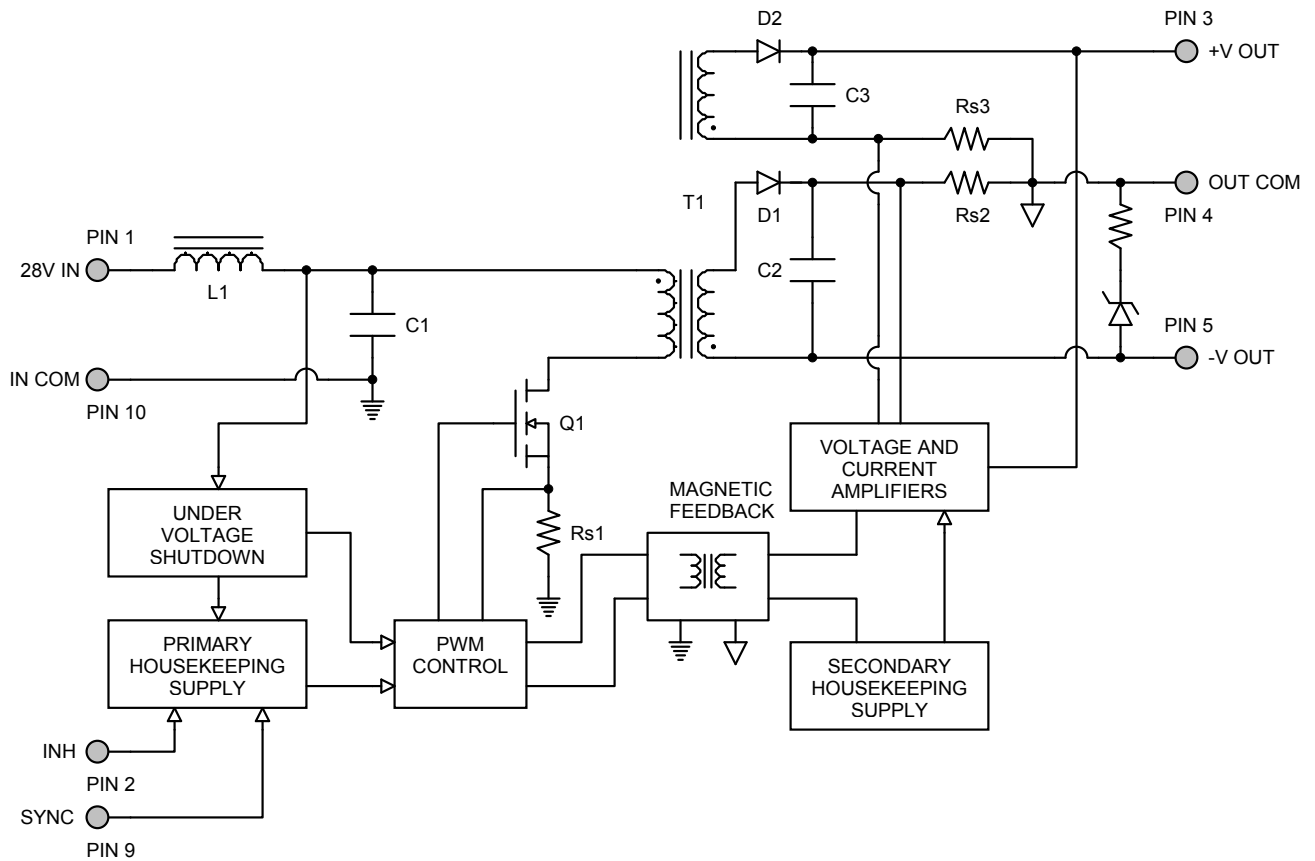 D2
PIN 3
+V OUT
C3
Rs3
OUT COM
T1
D1
Rs2
PIN 4
PIN 1
28V IN
L1
C2
C1
PIN 5
-V OUT
IN COM
PIN 10
Q1
VOLTAGE AND
CURRENT
AMPLIFIERS
MAGNETIC
FEEDBACK
UNDER
VOLTAGE
SHUTDOWN
Rs1
PRIMARY
HOUSEKEEPING
SUPPLY
PWM
CONTROL
SECONDARY
HOUSEKEEPING
SUPPLY
INH
PIN 2
SYNC
PIN 9